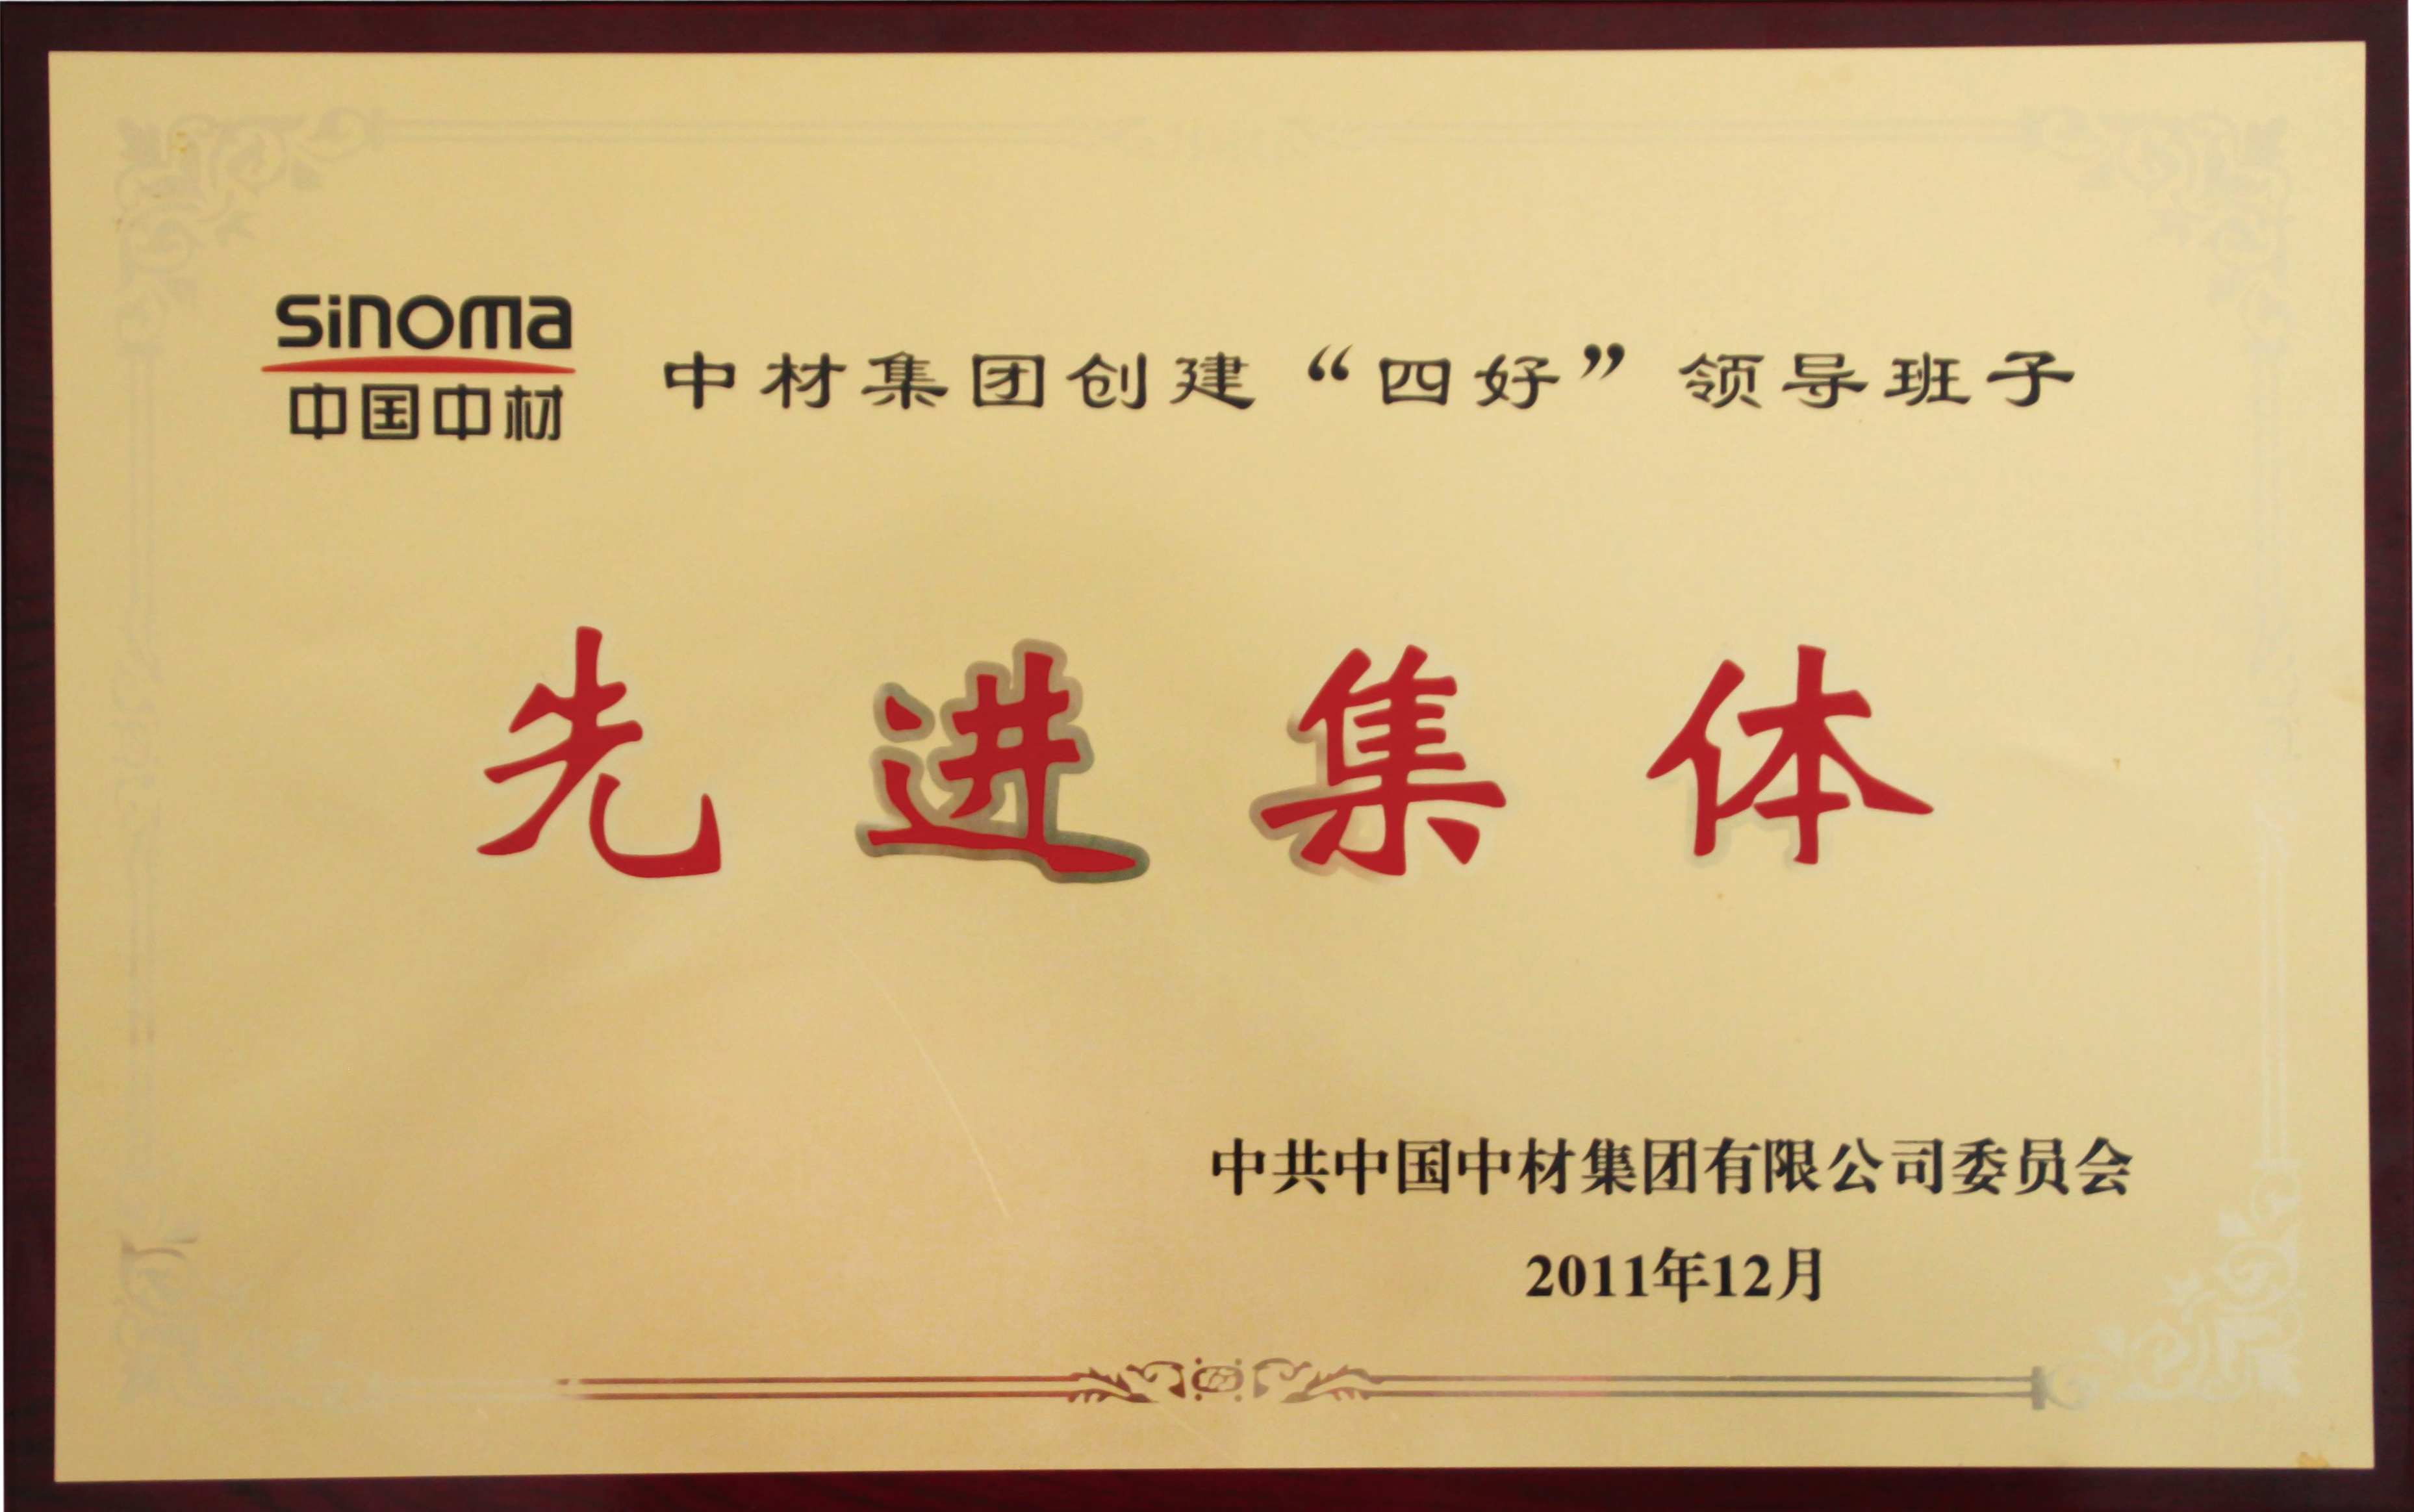 sinoma
中国中材
中材集团创建“四好”领导班子
先进集体
中共中国中材集团有限公司委员会
2011年12月